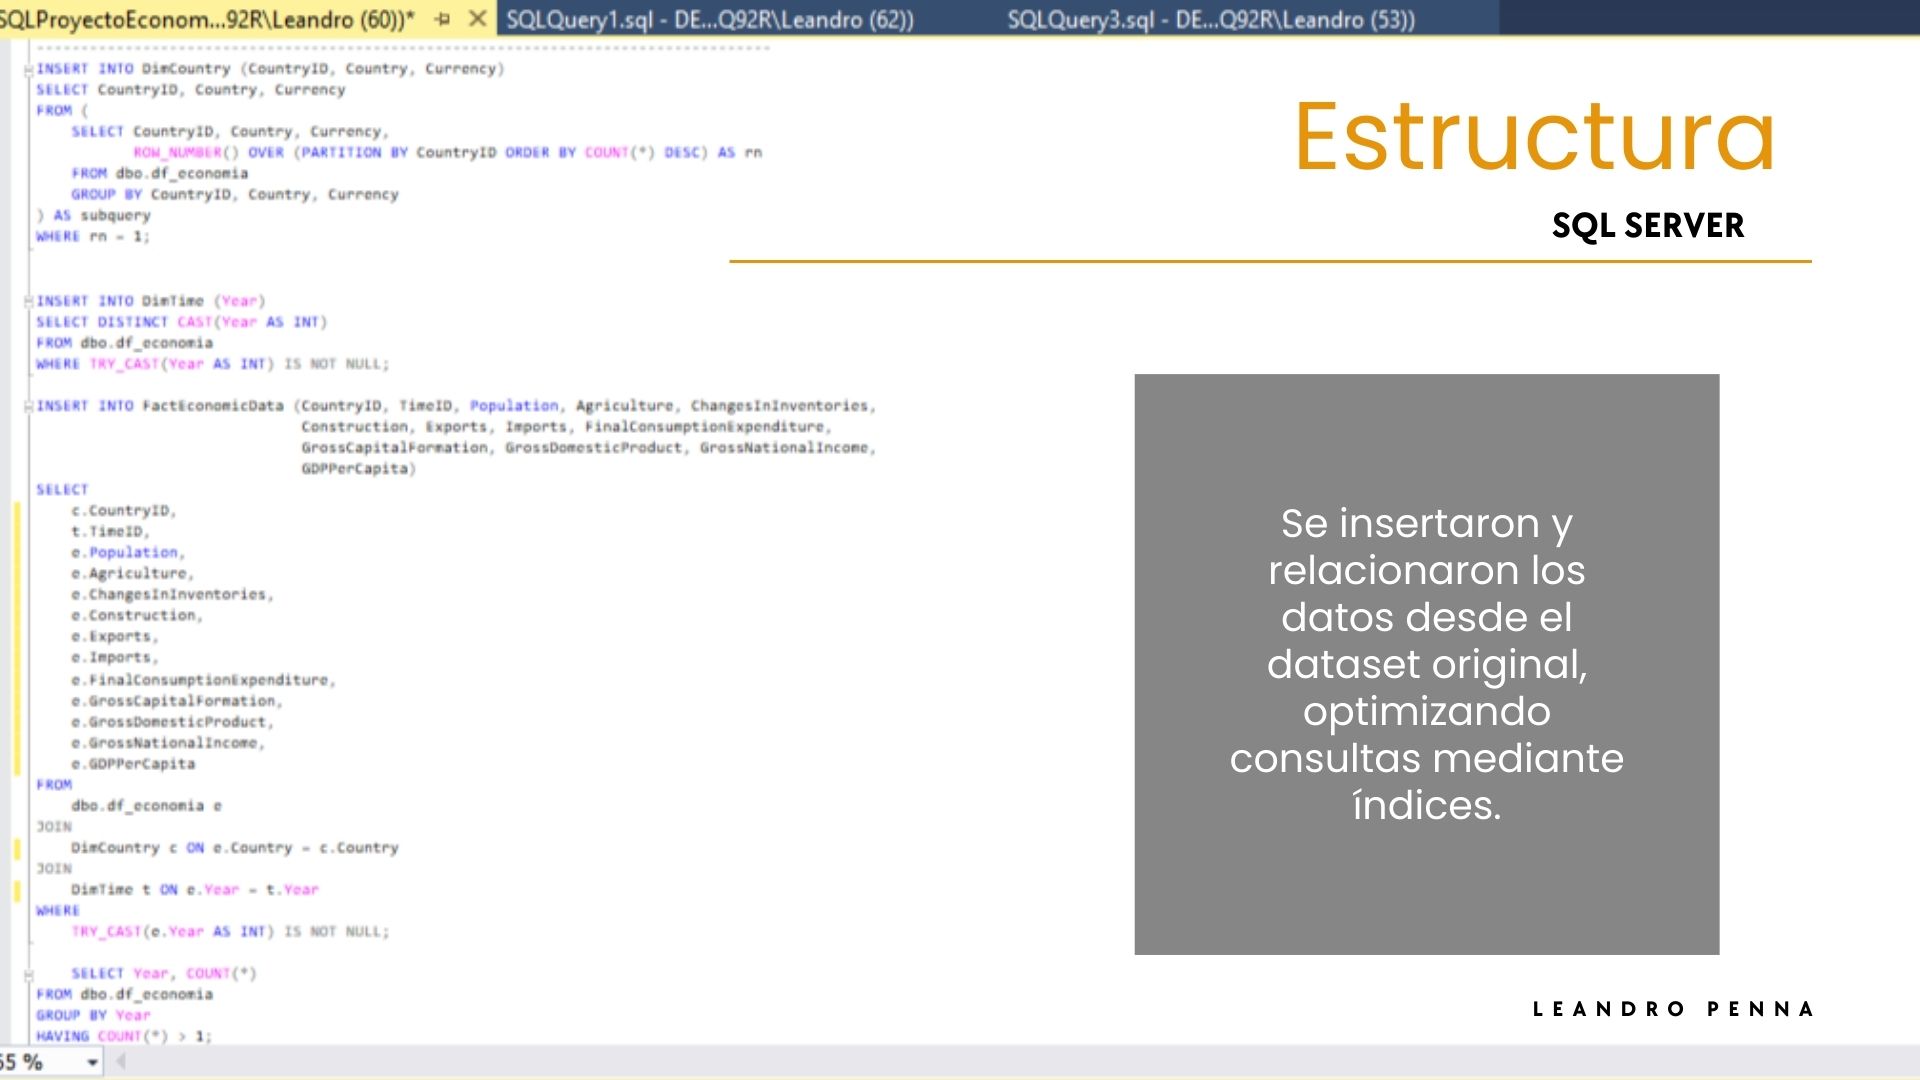 SQLProyectoEconom...92R\Leandro (60))* SQLQuery1.sql - DE...Q92R\Leandro (62)) SQLQuery3.sql - DE...Q92R\Leandro (53))
INSERT INTO DimCountry (CountryID, Country, Currency)
SELECT CountryID, Country, Currency
FROM (
SELECT CountryID, Country, Currency,
ROW_NUMBER() OVER (PARTITION BY CountryID ORDER BY COUNT(*) DESC) AS rn
FROM dbo.df_economia
GROUP BY CountryID, Country, Currency
) AS subquery
WHERE rn = 1;
INSERT INTO DimTime (Year)
SELECT DISTINCT CAST(Year AS INT)
FROM dbo.df_economia
WHERE TRY_CAST(Year AS INT) IS NOT NULL;
INSERT INTO FactEconomicData (CountryID, TimeID, Population, Agriculture, ChangesInInventories,
Construction, Exports, Imports, FinalConsumptionExpenditure,
GrossCapitalFormation, GrossDomesticProduct, GrossNationalIncome,
GDPPerCapita)
SELECT
c.CountryID,
t.TimeID,
e.Population,
e.Agriculture,
e.ChangesInInventories,
e.Construction,
e.Exports,
e.Imports,
e.FinalConsumptionExpenditure,
e.GrossCapitalFormation,
e.GrossDomesticProduct,
e.GrossNationalIncome,
e.GDPPerCapita
FROM
dbo.df_economia e
JOIN
DimCountry c ON e.Country = c.Country
JOIN
DimTime t ON e.Year = t.Year
WHERE
TRY_CAST(e.Year AS INT) IS NOT NULL;
SELECT Year, COUNT(*)
FROM dbo.df_economia
GROUP BY Year
HAVING COUNT(*) > 1;
Estructura
SQL SERVER
Se insertaron y
relacionaron los
datos desde el
dataset original,
optimizando
consultas mediante
índices.
LEANDRO PENNA